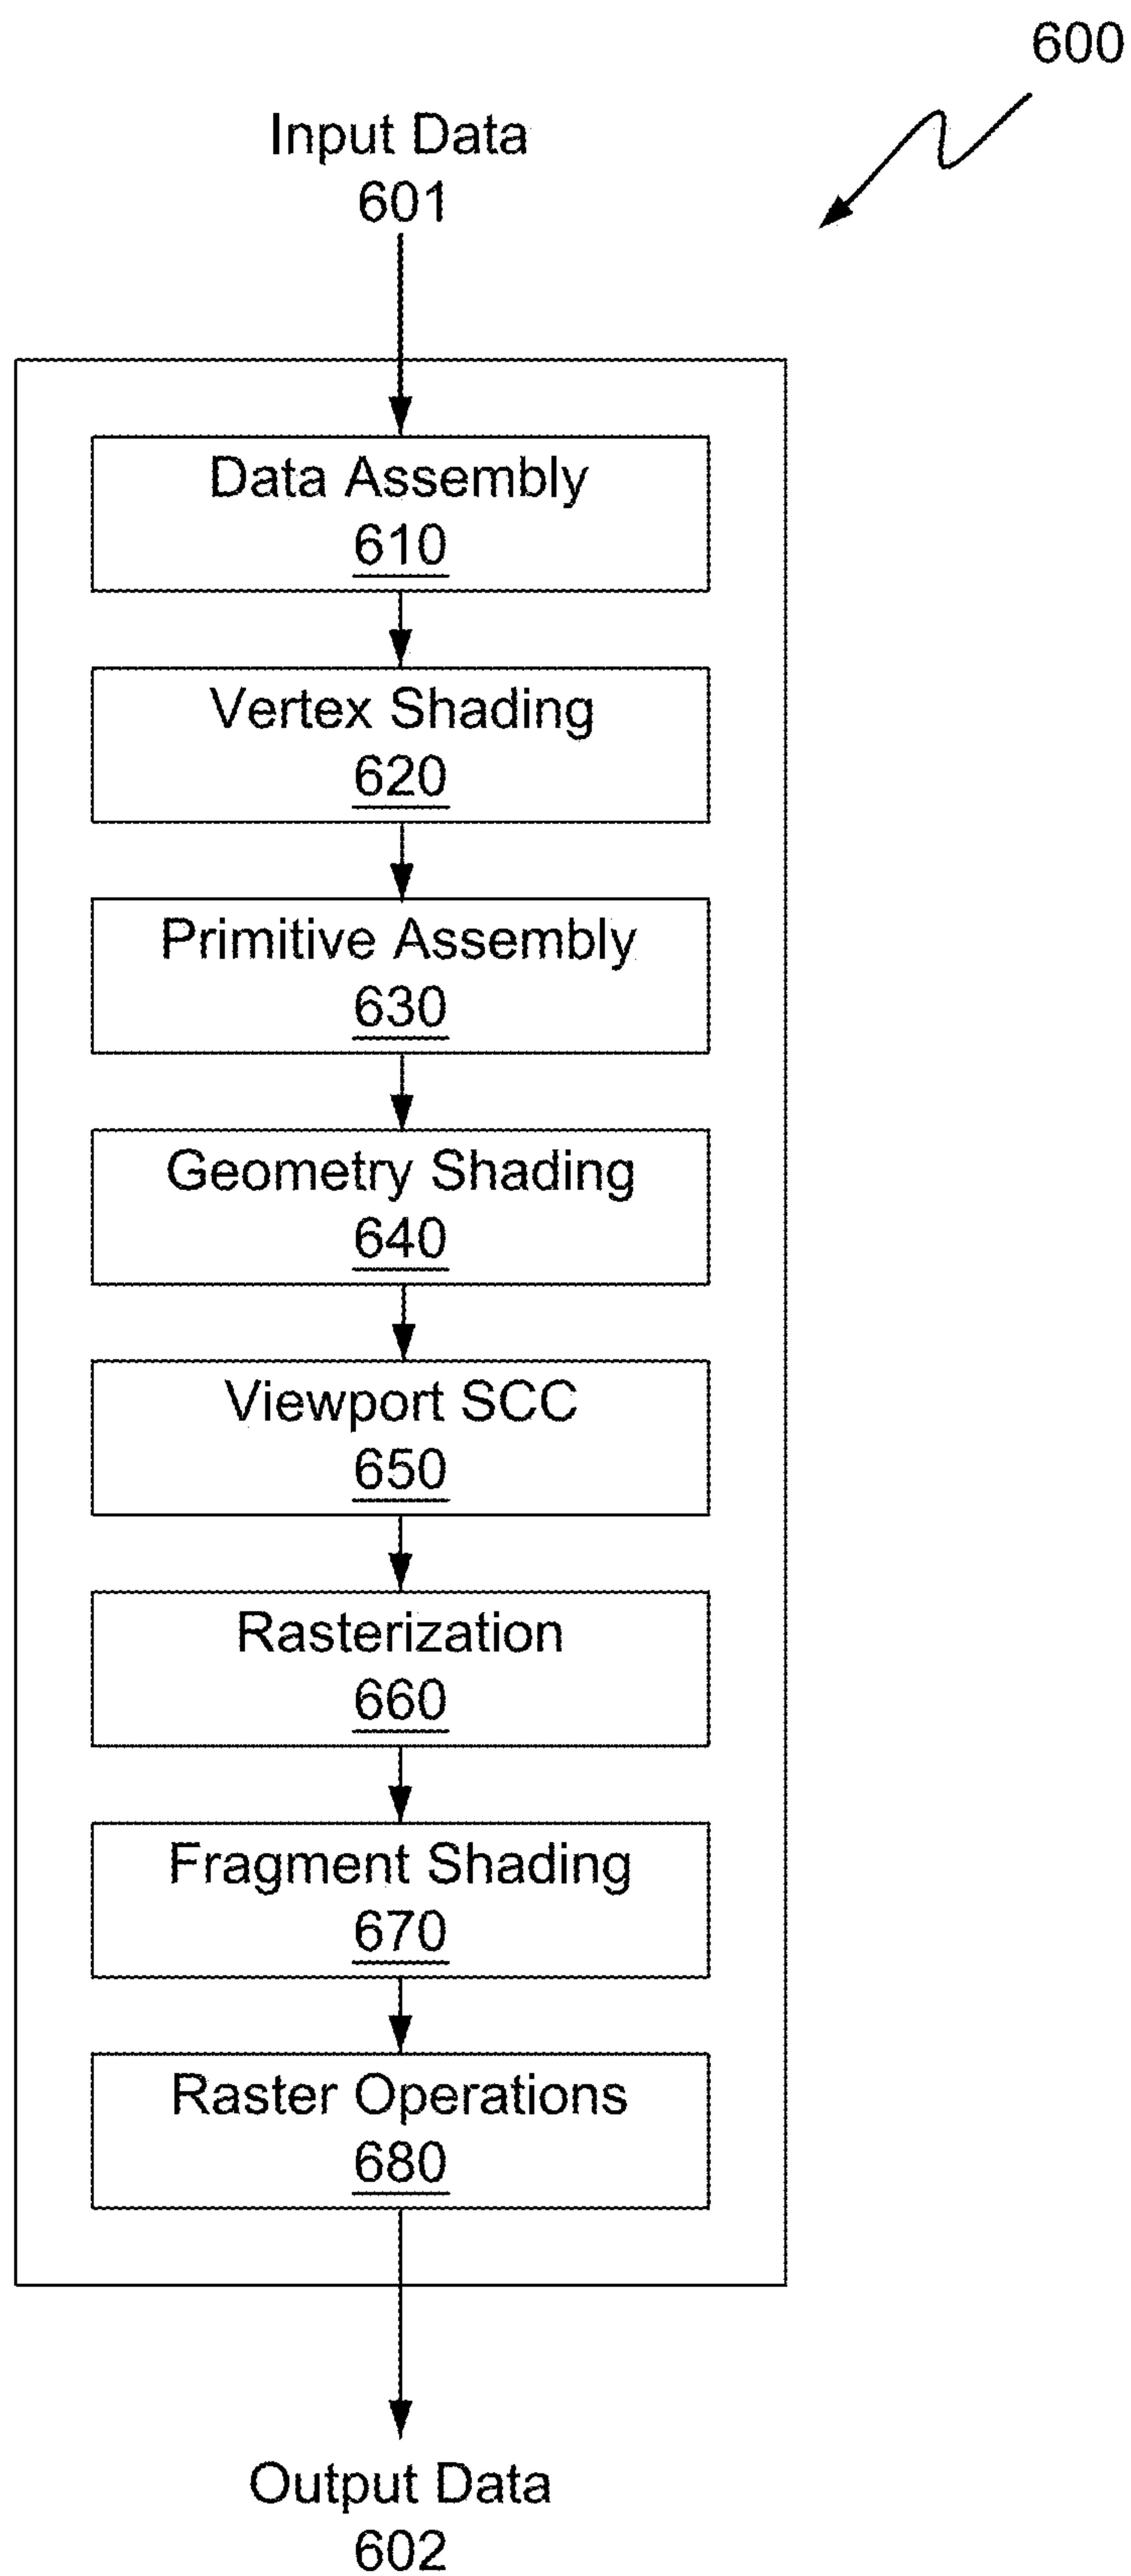 600
Input Data
601
Data Assembly
610
Vertex Shading
620
Primitive Assembly
630
Geometry Shading
640
Viewport SCC
650
Rasterization
660
Fragment Shading
670
Raster Operations
680
Output Data
602